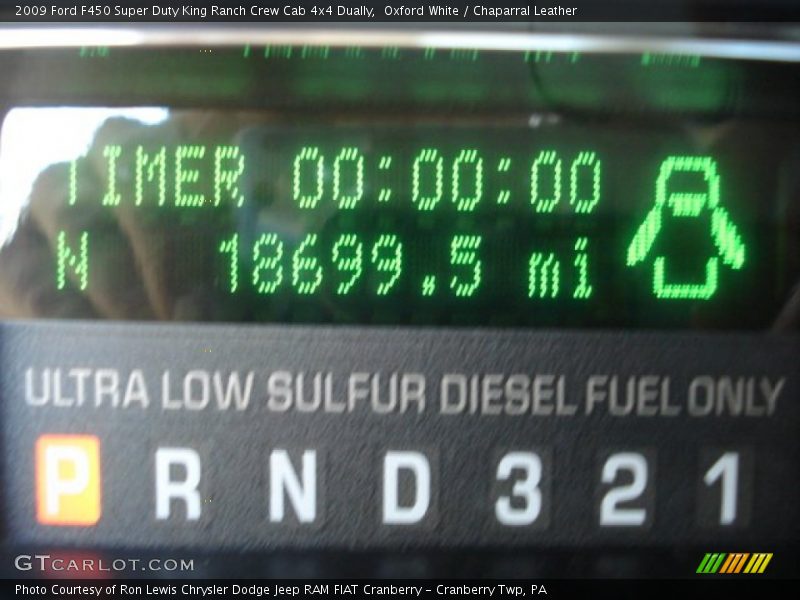 2009 Ford F450 Super Duty King Ranch Crew Cab 4x4 Dually,  Oxford White / Chaparral Leather
TIMER 00:00:00
N 18699.5 mi
ULTRA LOW SULFUR DIESEL FUEL ONLY
P R N D 3 2 1
GTCARLOT.COM
Photo Courtesy of Ron Lewis Chrysler Dodge Jeep RAM FIAT Cranberry - Cranberry Twp, PA